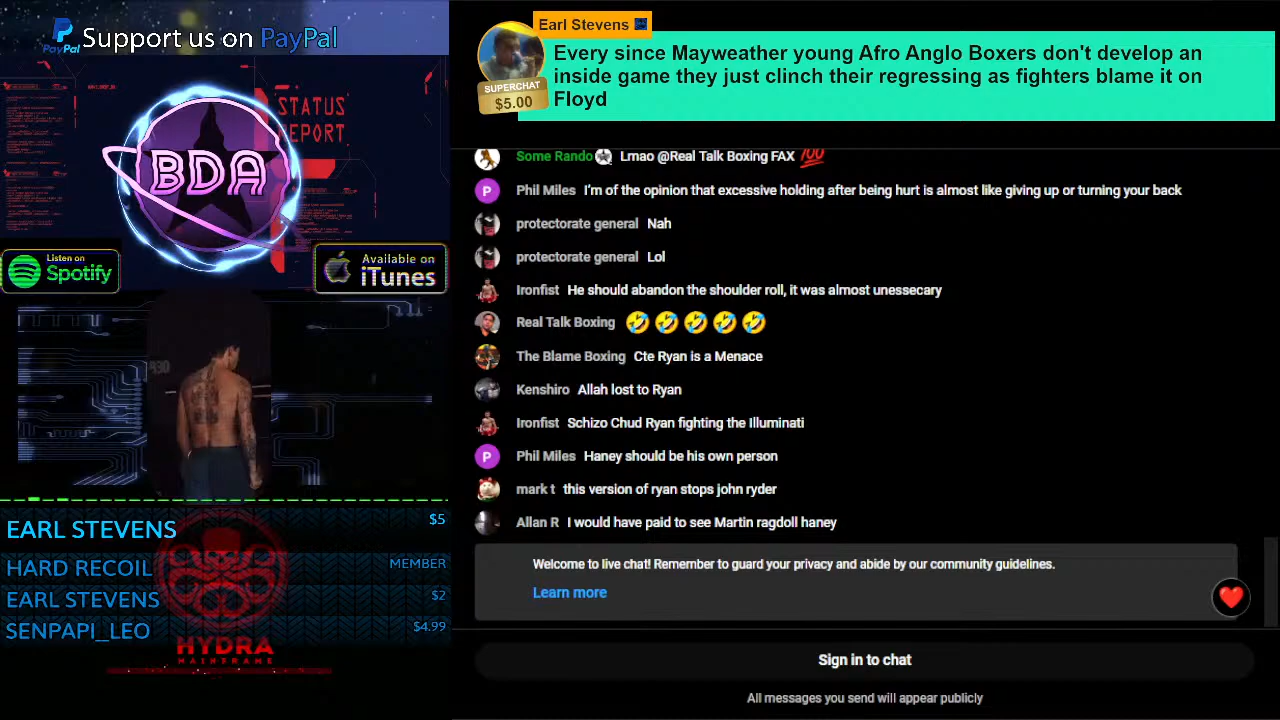 PayPal Support us on PayPal
STATUS
REPORT
BDA
Listen on
Spotify
Available on
iTunes
EARL STEVENS $5
HARD RECOIL MEMBER
EARL STEVENS $2
SENPAPI_LEO $4.99
HYDRA
MAINFRAME
Earl Stevens
Every since Mayweather young Afro Anglo Boxers don't develop an
inside game they just clinch their regressing as fighters blame it on
Floyd
SUPERCHAT
$5.00
Some Rando Lmao @Real Talk Boxing FAX 💯
Phil Miles I'm of the opinion that excessive holding after being hurt is almost like giving up or turning your back
protectorate general Nah
protectorate general Lol
Ironfist He should abandon the shoulder roll, it was almost unessecary
Real Talk Boxing 🤣🤣🤣🤣🤣
The Blame Boxing Cte Ryan is a Menace
Kenshiro Allah lost to Ryan
Ironfist Schizo Chud Ryan fighting the Illuminati
P Phil Miles Haney should be his own person
mark t this version of ryan stops john ryder
Allan R I would have paid to see Martin ragdoll haney
Welcome to live chat! Remember to guard your privacy and abide by our community guidelines.
Learn more
Sign in to chat
All messages you send will appear publicly